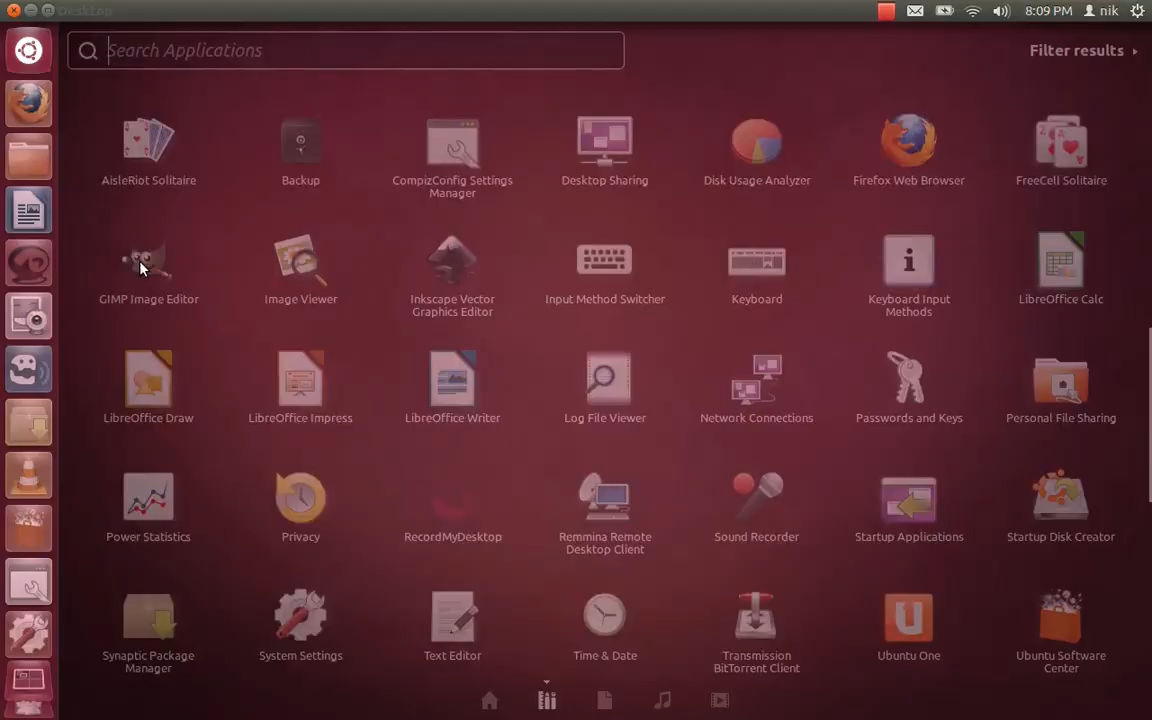 Desktop
8:09 PM
nik
Search Applications
Filter results
AisleRiot Solitaire
Backup
CompizConfig Settings
Manager
Desktop Sharing
Disk Usage Analyzer
Firefox Web Browser
FreeCell Solitaire
GIMP Image Editor
Image Viewer
Inkscape Vector
Graphics Editor
Input Method Switcher
Keyboard
Keyboard Input
Methods
LibreOffice Calc
LibreOffice Draw
LibreOffice Impress
LibreOffice Writer
Log File Viewer
Network Connections
Passwords and Keys
Personal File Sharing
Power Statistics
Privacy
RecordMyDesktop
Remmina Remote
Desktop Client
Sound Recorder
Startup Applications
Startup Disk Creator
Synaptic Package
Manager
System Settings
Text Editor
Time & Date
Transmission
BitTorrent Client
Ubuntu One
Ubuntu Software
Center